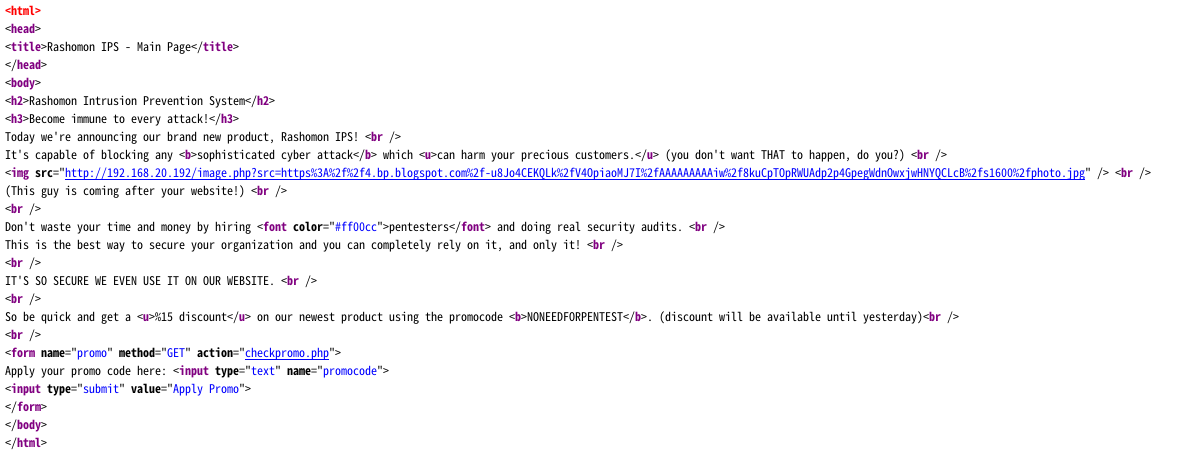 <html>
<head>
<title>Rashomon IPS - Main Page</title>
</head>
<body>
<h2>Rashomon Intrusion Prevention System</h2>
<h3>Become immune to every attack!</h3>
Today we're announcing our brand new product, Rashomon IPS! <br />
It's capable of blocking any <b>sophisticated cyber attack</b> which <u>can harm your precious customers.</u> (you don't want THAT to happen, do you?) <br />
<img src="http://192.168.20.192/image.php?src=https%3A%2f%2f4.bp.blogspot.com%2f-u8Jo4CEKQLk%2fV4OpiaoMJ7I%2fAAAAAAAAAiw%2f8kuCpTOpRWUAdp2p4GpegWdnOwxjwHNYQCLcB%2fs1600%2fphoto.jpg" /> <br />
(This guy is coming after your website!) <br />
<br />
Don't waste your time and money by hiring <font color="#ff00cc">pentesters</font> and doing real security audits. <br />
This is the best way to secure your organization and you can completely rely on it, and only it! <br />
<br />
IT'S SO SECURE WE EVEN USE IT ON OUR WEBSITE. <br />
<br />
So be quick and get a <u>%15 discount</u> on our newest product using the promocode <b>NONEEDFORPENTEST</b>. (discount will be available until yesterday)<br />
<br />
<form name="promo" method="GET" action="checkpromo.php">
Apply your promo code here: <input type="text" name="promocode">
<input type="submit" value="Apply Promo">
</form>
</body>
</html>